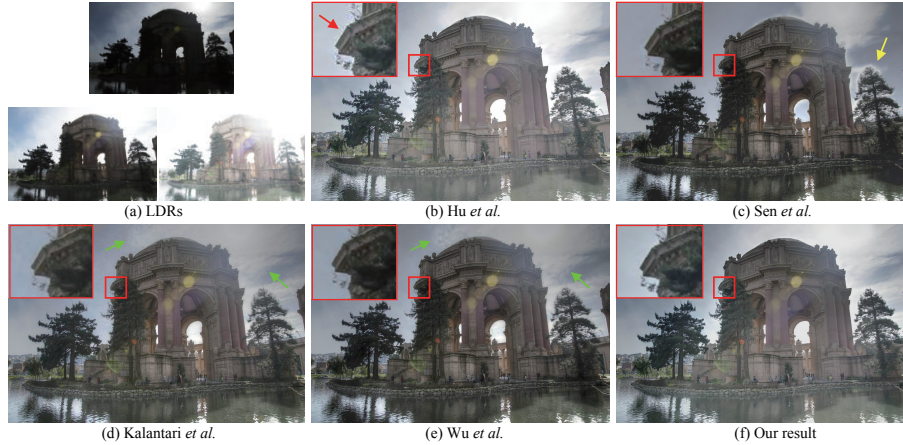 (a) LDRs
(b) Hu et al.
(c) Sen et al.
(d) Kalantari et al.
(e) Wu et al.
(f) Our result